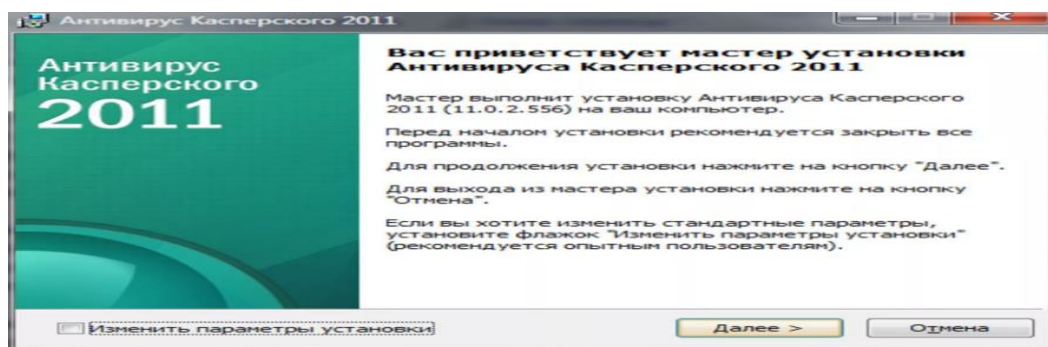 Антивирус Касперского 2011
Антивирус
Касперского
2011
Вас приветствует мастер установки
Антивируса Касперского 2011
Мастер выполнит установку Антивируса Касперского
2011 (11.0.2.556) на ваш компьютер.
Перед началом установки рекомендуется закрыть все
программы.
Для продолжения установки нажмите на кнопку "Далее".
Для выхода из мастера установки нажмите на кнопку
"Отмена".
Если вы хотите изменить стандартные параметры,
установите флажок "Изменить параметры установки"
(рекомендуется опытным пользователям).
Изменить параметры установки
Далее >
Отмена